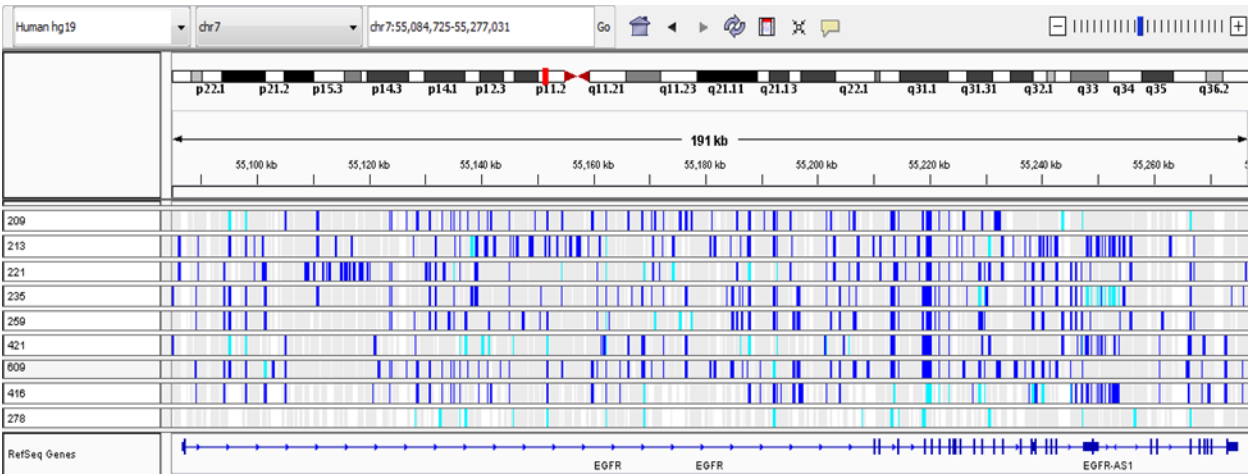 Human hg19 chr7 chr7:55,084,725-55,277,031 Go
p22.1 p21.2 p15.3 p14.3 p14.1 p12.3 p11.2 q11.21 q11.23 q21.11 q21.13 q22.1 q31.1 q31.31 q32.1 q33 q34 q35 q36.2
191 kb
55,100 kb 55,120 kb 55,140 kb 55,160 kb 55,180 kb 55,200 kb 55,220 kb 55,240 kb 55,260 kb
209
213
221
235
259
421
609
416
278
RefSeq Genes
EGFR EGFR EGFR-AS1